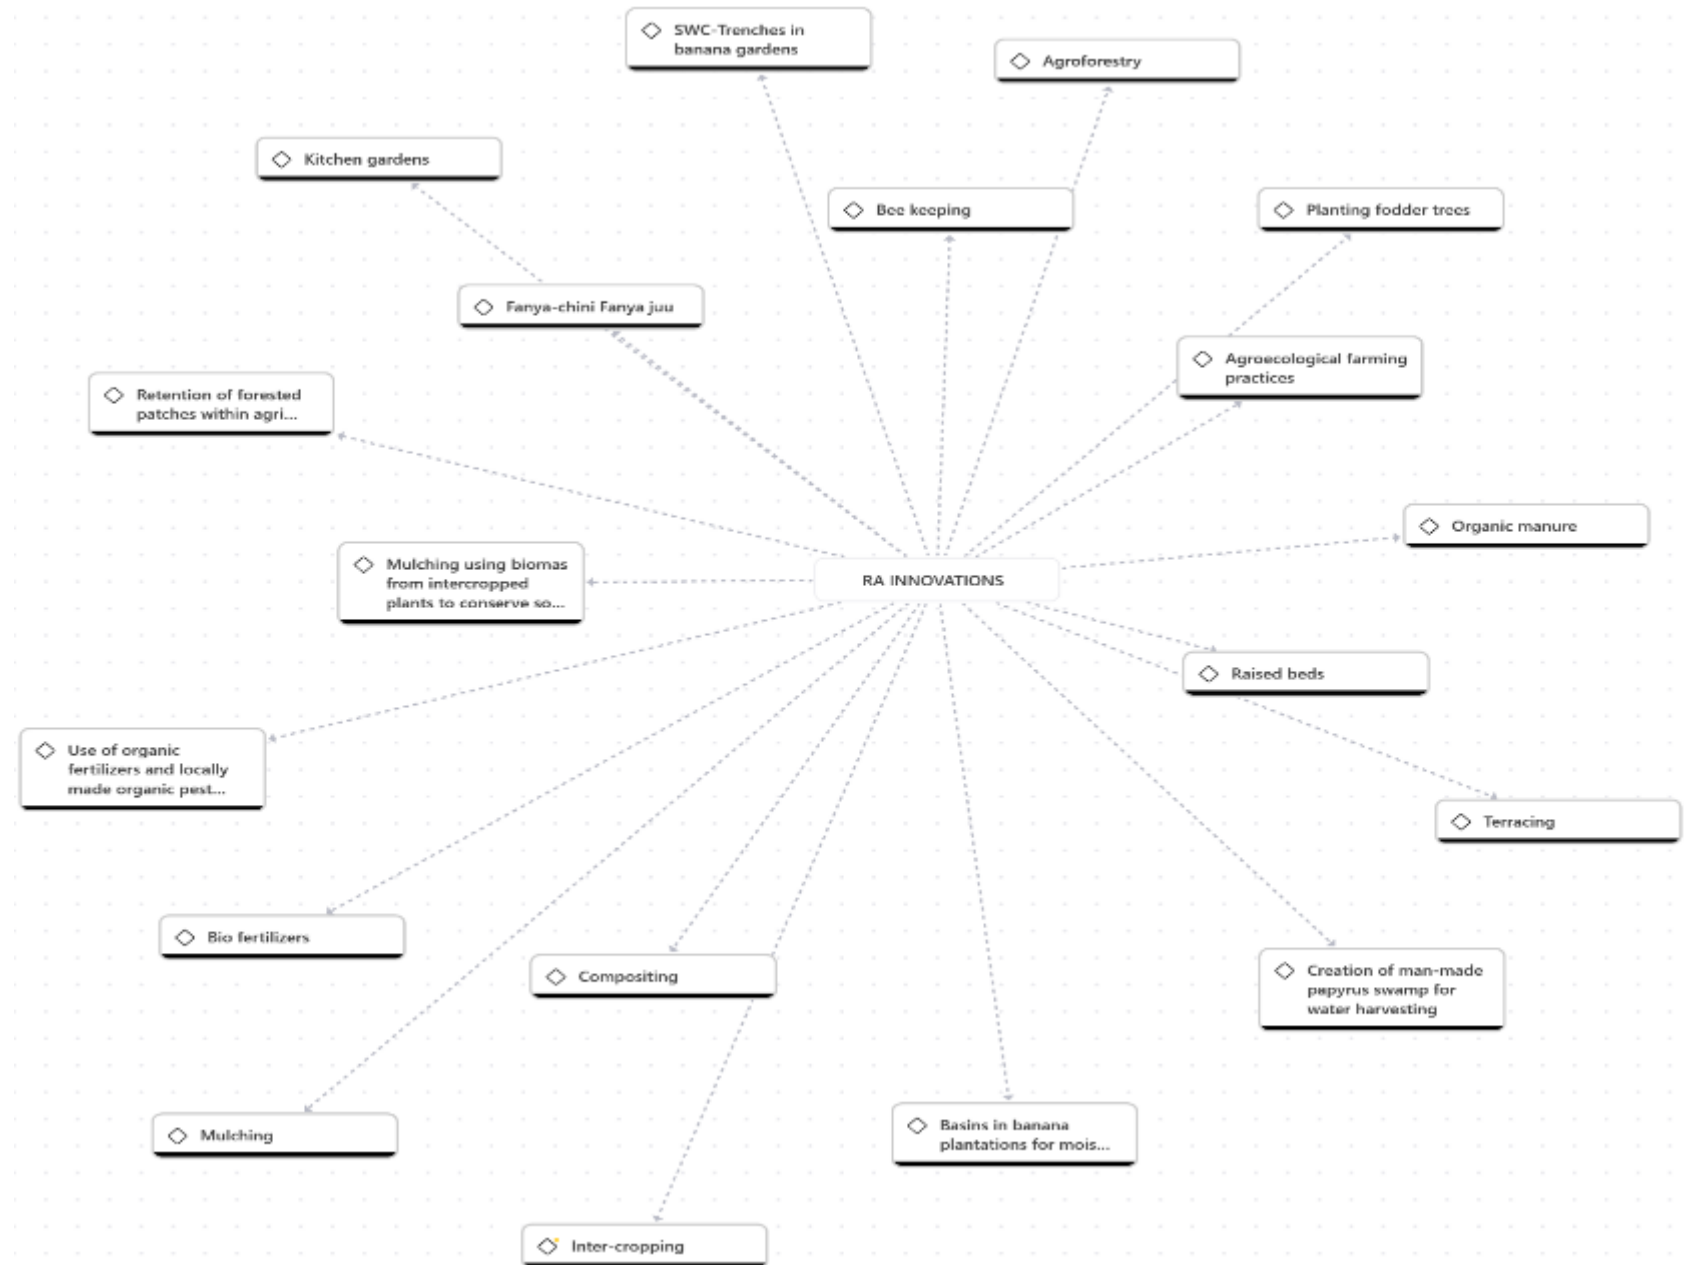 SWC-Trenches in
banana gardens
Agroforestry
Kitchen gardens
Bee keeping
Planting fodder trees
Fanya-chini Fanya juu
Agroecological farming
practices
Retention of forested
patches within agri...
Organic manure
Mulching using biomas
from intercropped
plants to conserve so...
RA INNOVATIONS
Raised beds
Use of organic
fertilizers and locally
made organic pest...
Terracing
Bio fertilizers
Compositing
Creation of man-made
papyrus swamp for
water harvesting
Mulching
Basins in banana
plantations for mois...
Inter-cropping